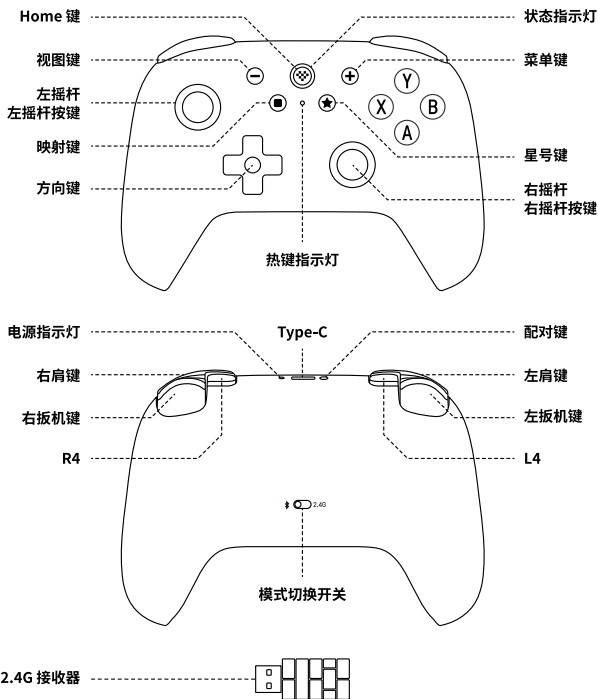 Home 键
状态指示灯
视图键
菜单键
左摇杆
左摇杆按键
映射键
方向键
Y
X
B
A
星号键
右摇杆
右摇杆按键
热键指示灯
电源指示灯
Type-C
配对键
右肩键
左肩键
右扳机键
左扳机键
R4
L4
2.4G
模式切换开关
2.4G 接收器